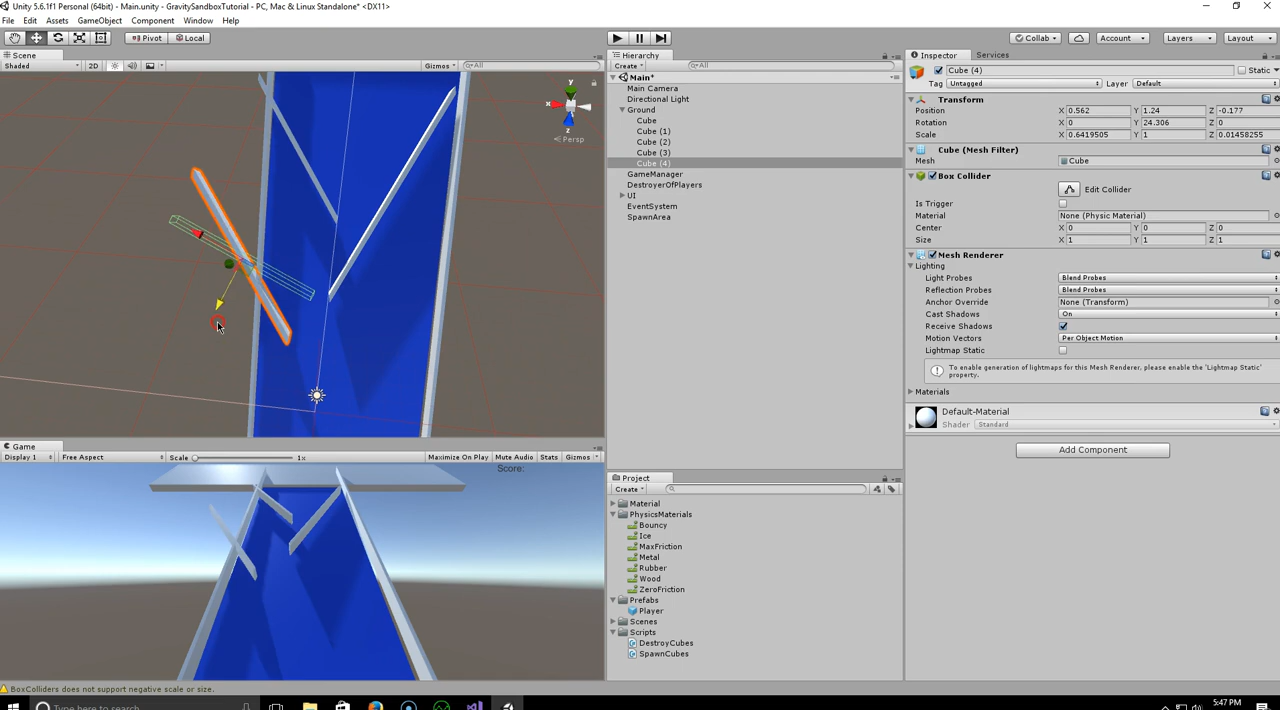 Unity 5.6.1f1 Personal (64bit) - Main.unity - GravitySandboxTutorial - PC, Mac & Linux Standalone* <DX11>
File Edit Assets GameObject Component Window Help
Pivot Local Collab Account Layers Layout
Scene
Shaded 2D Gizmos All
y
x
z
Persp
Hierarchy
Create All
Main*
Main Camera
Directional Light
Ground
Cube
Cube (1)
Cube (2)
Cube (3)
Cube (4)
GameManager
DestroyerOfPlayers
UI
EventSystem
SpawnArea
Inspector Services
Cube (4) Static
Tag Untagged Layer Default
Transform
Position X 0.562 Y 1.24 Z -0.177
Rotation X 0 Y 24.306 Z 0
Scale X 0.6419505 Y 1 Z 0.01458255
Cube (Mesh Filter)
Mesh Cube
Box Collider
Edit Collider
Is Trigger
Material None (Physic Material)
Center X 0 Y 0 Z 0
Size X 1 Y 1 Z 1
Mesh Renderer
Lighting
Light Probes Blend Probes
Reflection Probes Blend Probes
Anchor Override None (Transform)
Cast Shadows On
Receive Shadows
Motion Vectors Per Object Motion
Lightmap Static
To enable generation of lightmaps for this Mesh Renderer, please enable the 'Lightmap Static'
property.
Materials
Default-Material
Shader Standard
Add Component
Game
Display 1 Free Aspect Scale 1x Maximize On Play Mute Audio Stats Gizmos
Score:
Project
Create
Material
PhysicsMaterials
Bouncy
Ice
MaxFriction
Metal
Rubber
Wood
ZeroFriction
Prefabs
Player
Scenes
Scripts
DestroyCubes
SpawnCubes
BoxColliders does not support negative scale or size.
Type here to search
5:47 PM